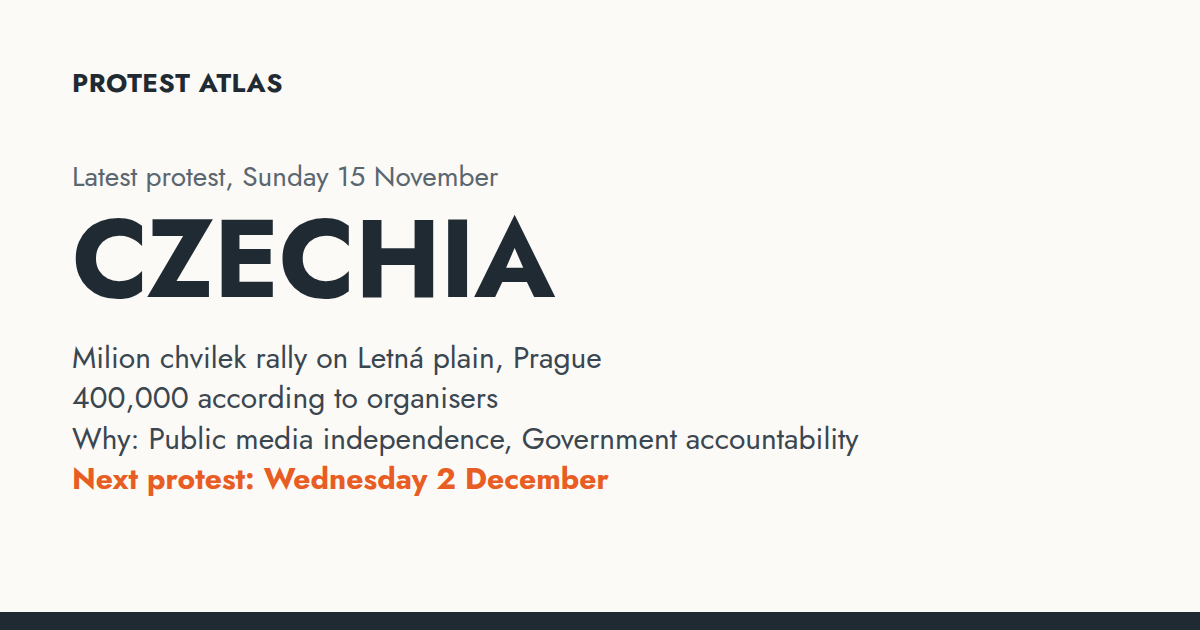 PROTEST ATLAS
Latest protest, Sunday 15 November
CZECHIA
Milion chvilek rally on Letná plain, Prague
400,000 according to organisers
Why: Public media independence, Government accountability
Next protest: Wednesday 2 December